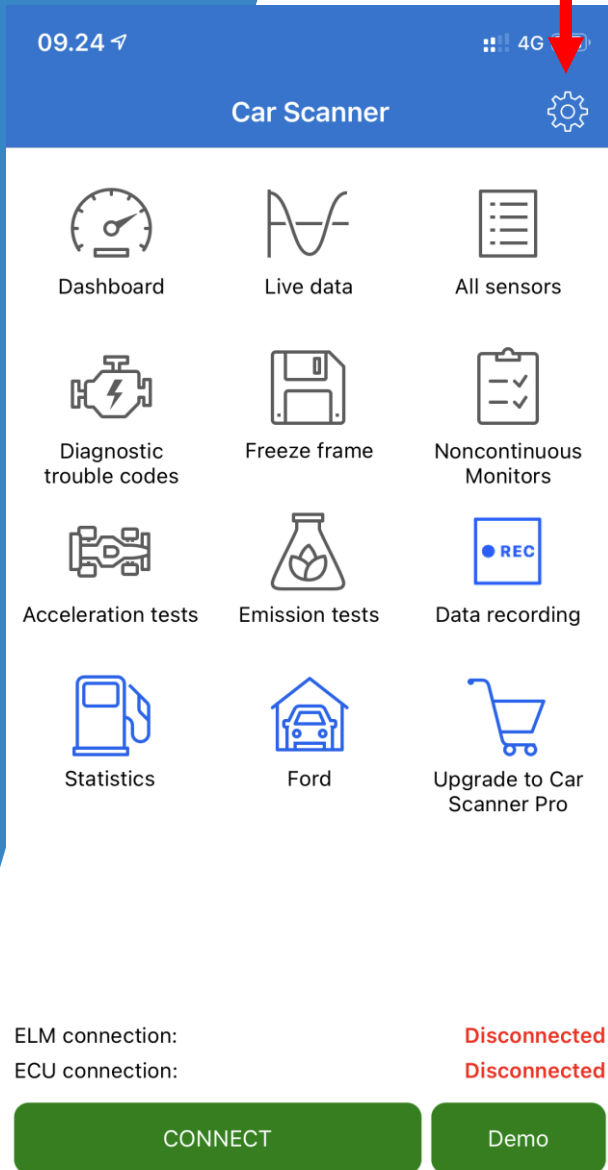 09.24 4G
Car Scanner
Dashboard Live data All sensors
Diagnostic trouble codes Freeze frame Noncontinuous Monitors
REC
Acceleration tests Emission tests Data recording
Statistics Ford Upgrade to Car Scanner Pro
ELM connection: Disconnected
ECU connection: Disconnected
CONNECT Demo